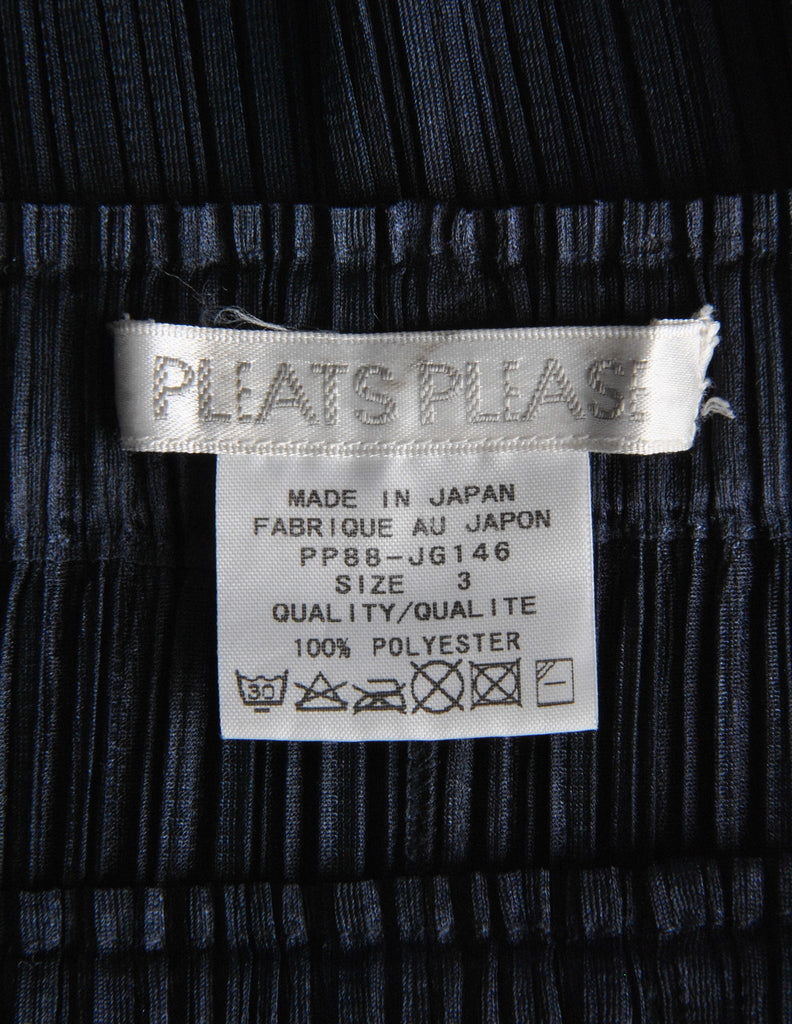 PLEATS PLEASE
MADE IN JAPAN
FABRIQUE AU JAPON
PP88-JG146
SIZE 3
QUALITY/QUALITE
100% POLYESTER
30